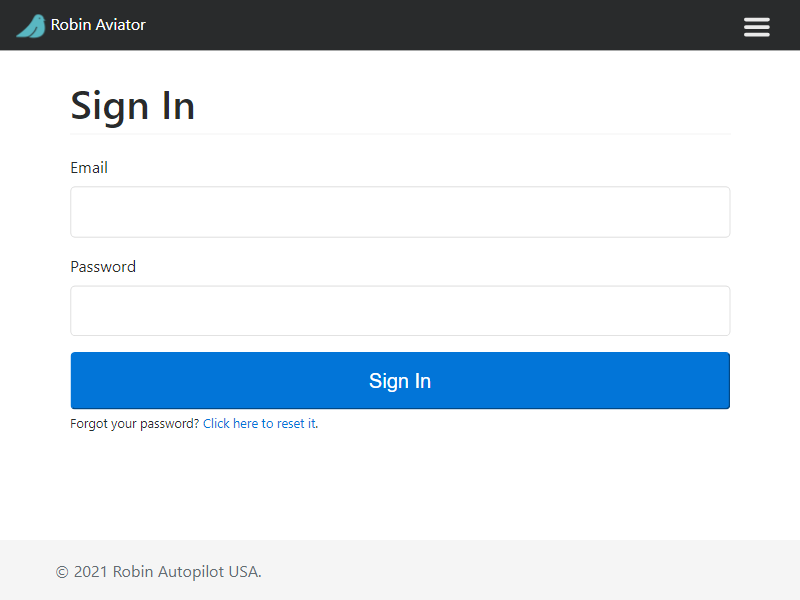 Robin Aviator
Sign In
Email
Password
Sign In
Forgot your password? Click here to reset it.
© 2021 Robin Autopilot USA.